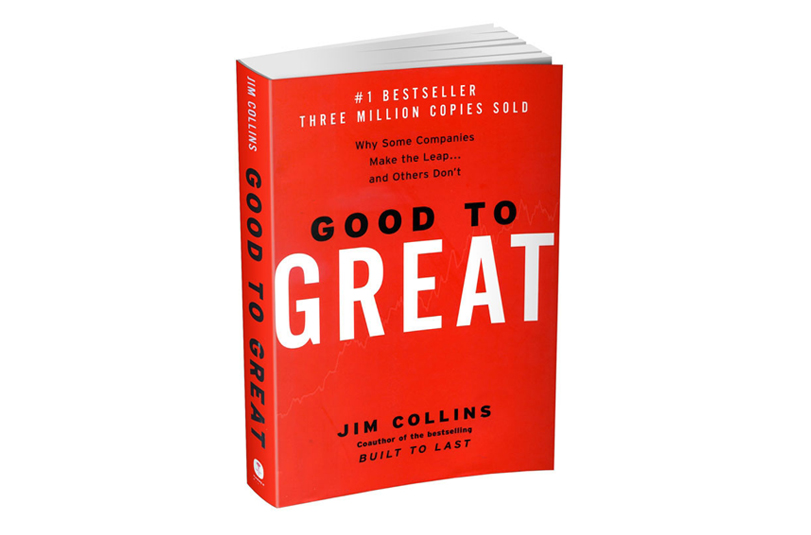 #1 BESTSELLER
THREE MILLION COPIES SOLD
Why Some Companies
Make the Leap...
and Others Don't
GOOD TO
GREAT
JIM COLLINS
Coauthor of the bestselling
BUILT TO LAST
JIM COLLINS
GOOD TO GREAT